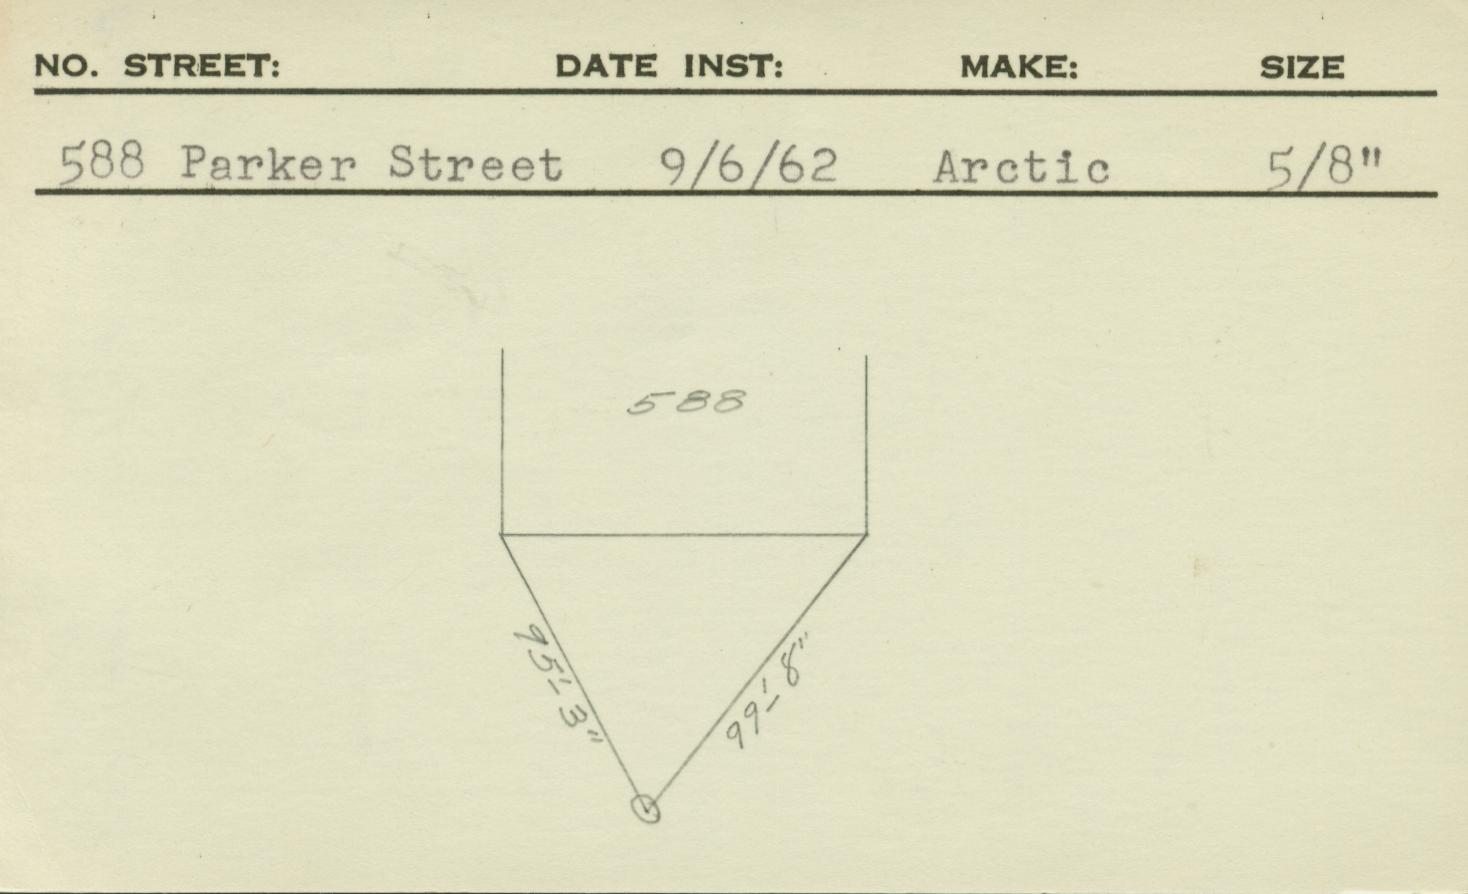 NO. STREET: DATE INST: MAKE: SIZE
588 Parker Street 9/6/62 Arctic 5/8"
588
95'-3"
99'-8"